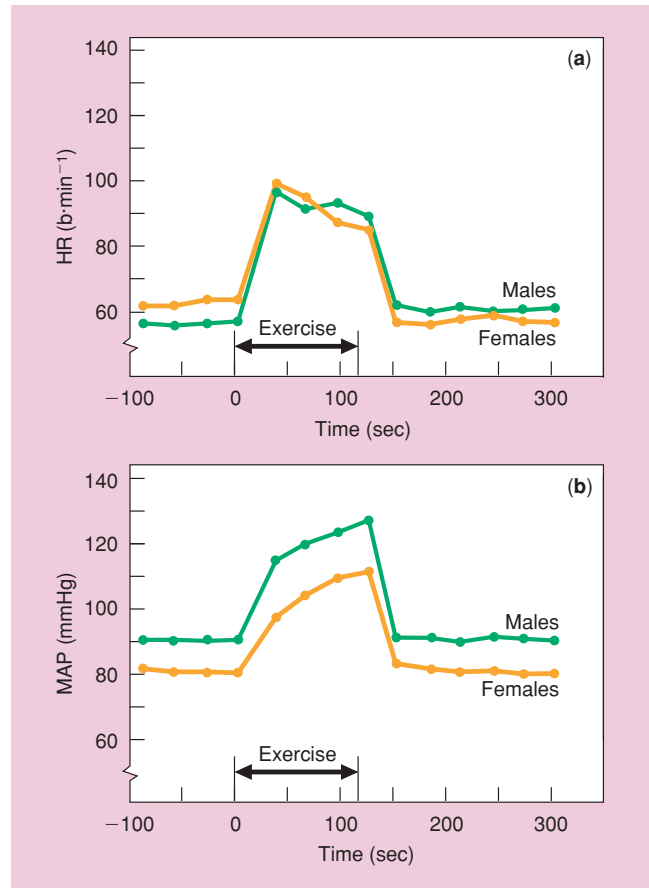 (a)
140
120
100
80
60
HR (b·min⁻¹)
Males
Females
Exercise
−100 0 100 200 300
Time (sec)
(b)
140
120
100
80
60
MAP (mmHg)
Males
Females
Exercise
−100 0 100 200 300
Time (sec)